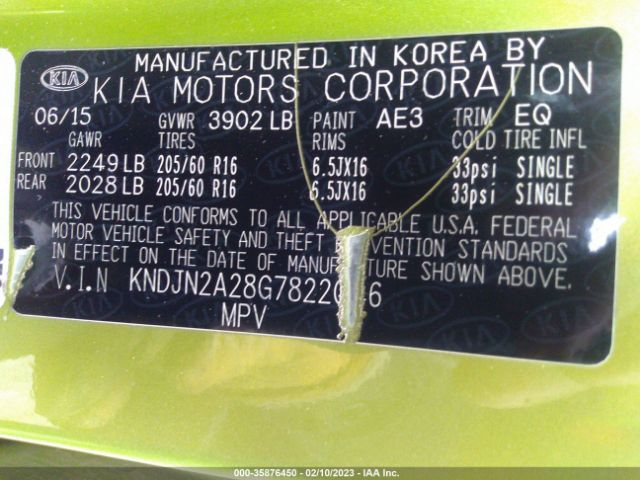 MANUFACTURED IN KOREA BY
KIA KIA MOTORS CORPORATION
06/15 GVWR 3902 LB PAINT AE3 TRIM EQ
GAWR TIRES RIMS COLD TIRE INFL
FRONT 2249 LB 205/60 R16 6.5JX16 33psi SINGLE
REAR 2028 LB 205/60 R16 6.5JX16 33psi SINGLE
THIS VEHICLE CONFORMS TO ALL APPLICABLE U.S.A. FEDERAL
MOTOR VEHICLE SAFETY AND THEFT STANDARDS
IN EFFECT ON THE DATE OF SHOWN ABOVE.
V.I.N
MPV
000-35876450 - 02/10/2023 - IAA Inc.